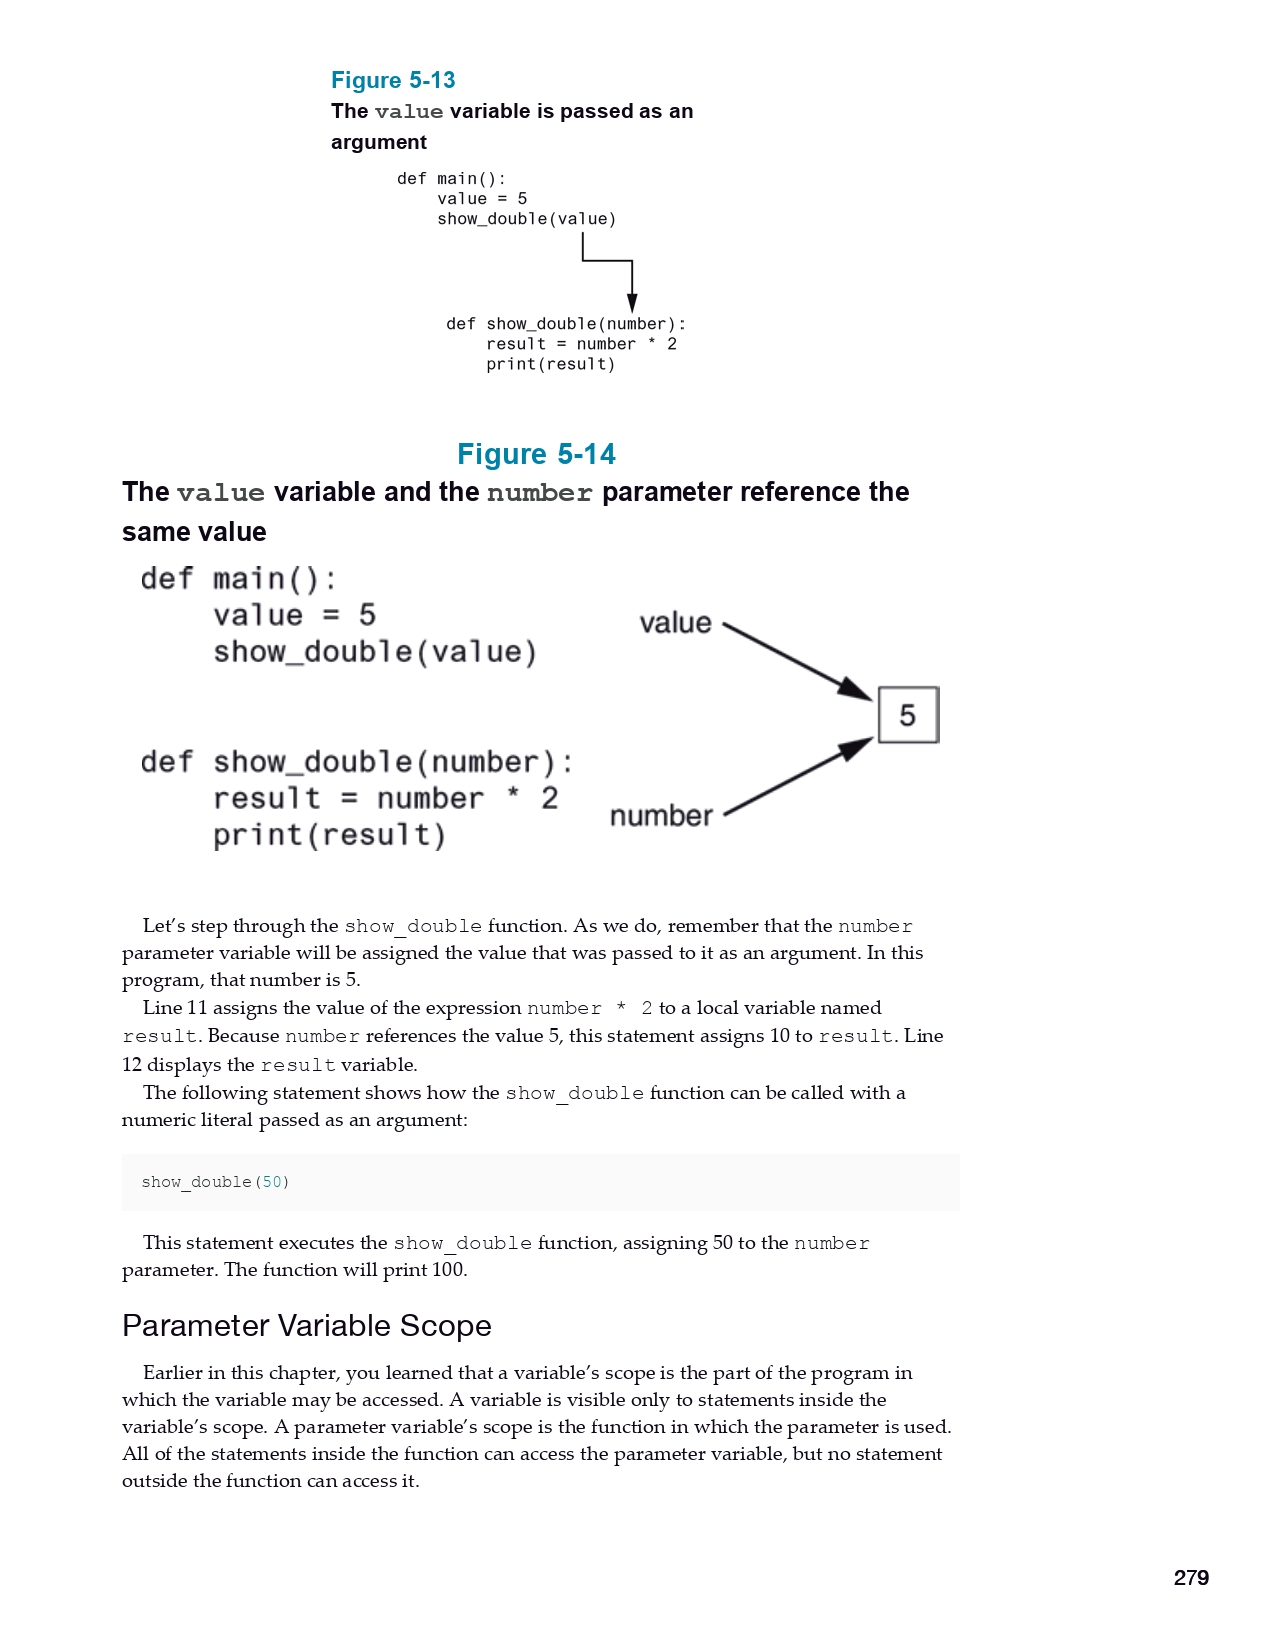 Figure 5-13
The value variable is passed as an
argument
def main():
    value = 5
    show_double(value)
def show_double(number):
    result = number * 2
    print(result)
Figure 5-14
The value variable and the number parameter reference the
same value
def main():
    value = 5
    show_double(value)
value
5
def show_double(number):
    result = number * 2
    print(result)
number
Let’s step through the show_double function. As we do, remember that the number
parameter variable will be assigned the value that was passed to it as an argument. In this
program, that number is 5.
Line 11 assigns the value of the expression number * 2 to a local variable named
result. Because number references the value 5, this statement assigns 10 to result. Line
12 displays the result variable.
The following statement shows how the show_double function can be called with a
numeric literal passed as an argument:
show_double(50)
This statement executes the show_double function, assigning 50 to the number
parameter. The function will print 100.
Parameter Variable Scope
Earlier in this chapter, you learned that a variable’s scope is the part of the program in
which the variable may be accessed. A variable is visible only to statements inside the
variable’s scope. A parameter variable’s scope is the function in which the parameter is used.
All of the statements inside the function can access the parameter variable, but no statement
outside the function can access it.
279